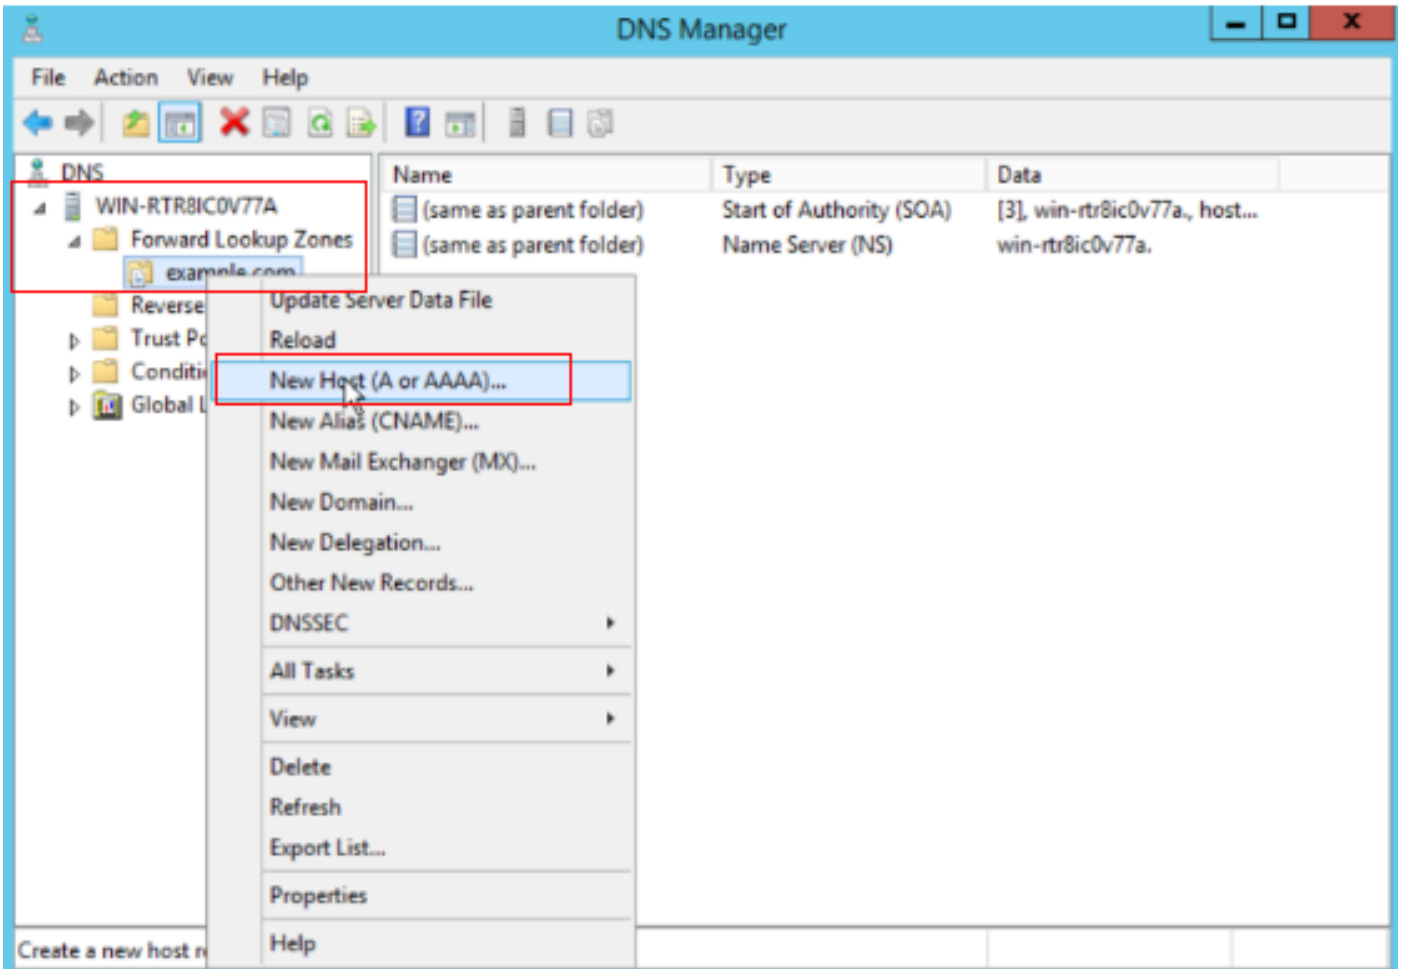 DNS Manager
File Action View Help
DNS
WIN-RTR8IC0V77A
Forward Lookup Zones
example.com
Reverse
Trust Po
Conditi
Global L
Name Type Data
(same as parent folder) Start of Authority (SOA) [3], win-rtr8ic0v77a., host...
(same as parent folder) Name Server (NS) win-rtr8ic0v77a.
Update Server Data File
Reload
New Host (A or AAAA)...
New Alias (CNAME)...
New Mail Exchanger (MX)...
New Domain...
New Delegation...
Other New Records...
DNSSEC
All Tasks
View
Delete
Refresh
Export List...
Properties
Help
Create a new host r